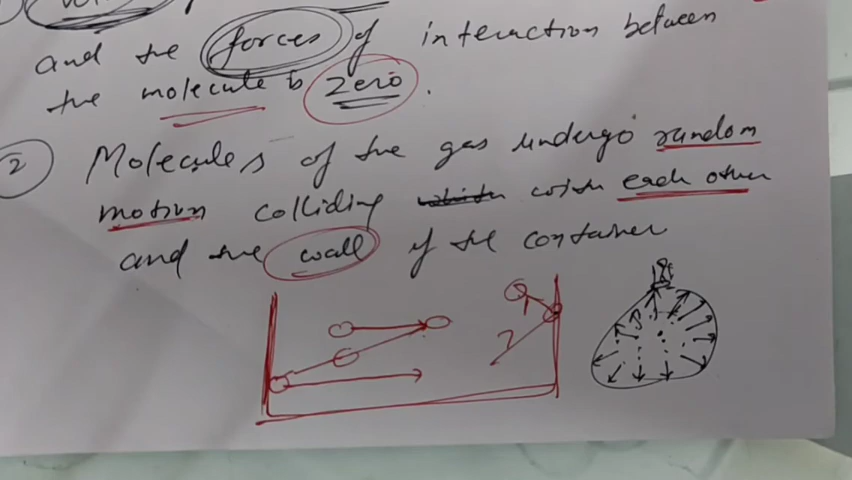 and the forces of interaction between
the molecule is zero.
2 Molecules of the gas undergo random
motion colliding with each other
and the wall of the container